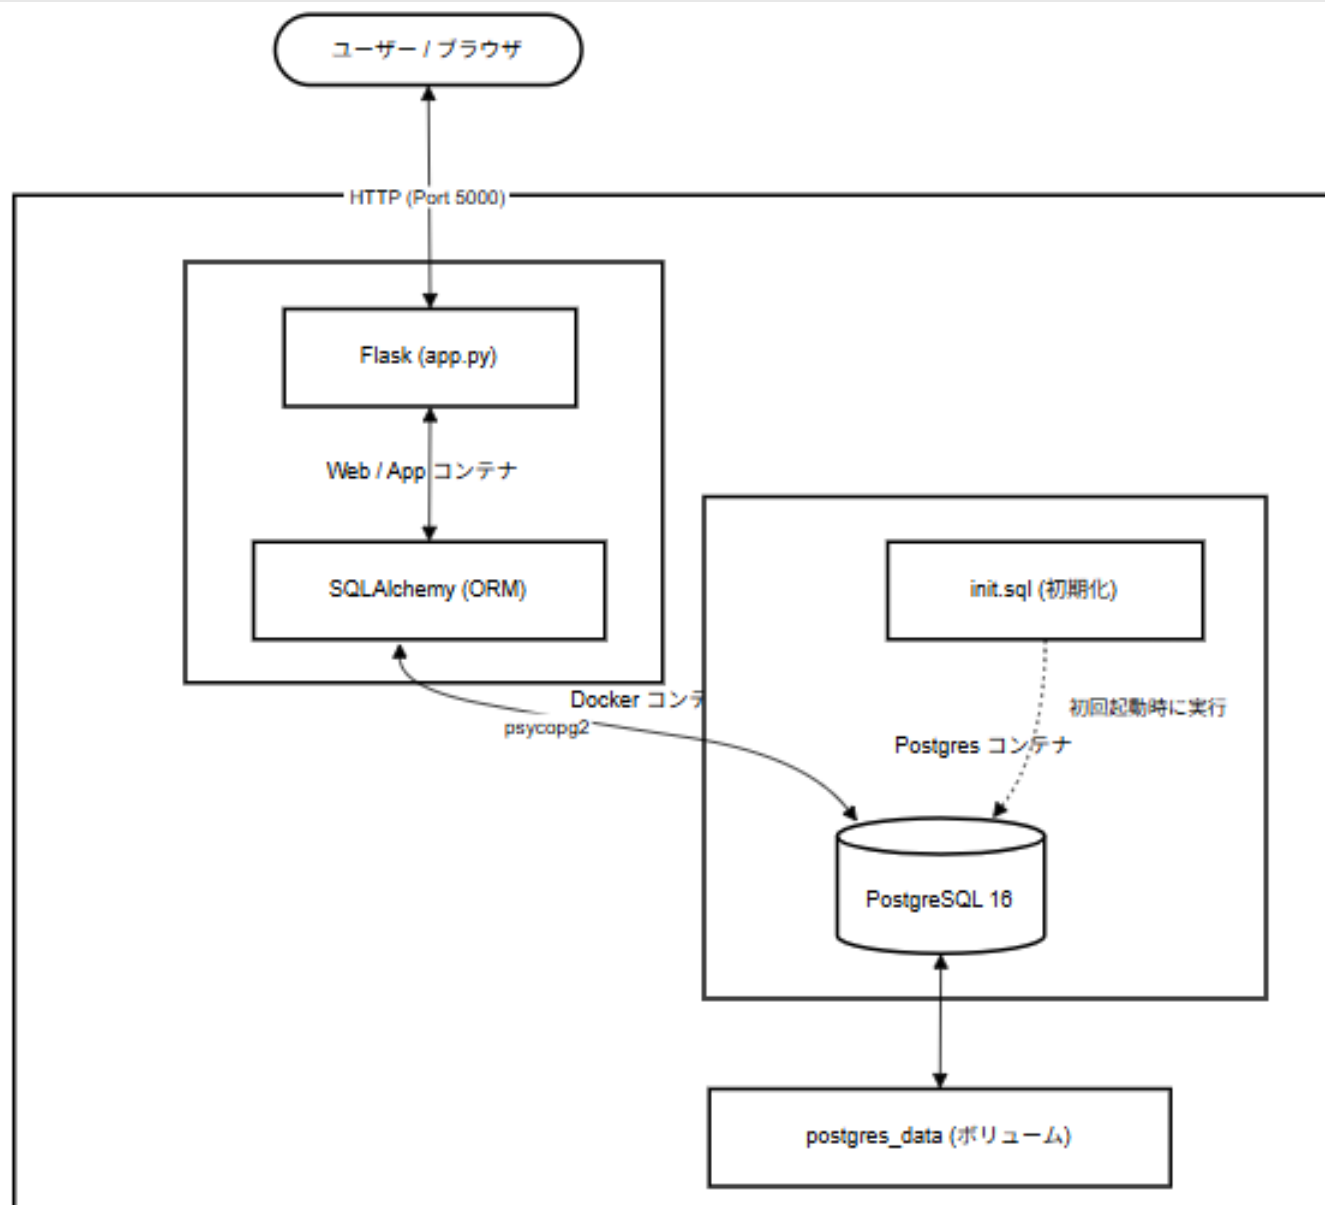 ユーザー / ブラウザ
HTTP (Port 5000)
Flask (app.py)
Web / App コンテナ
SQLAlchemy (ORM)
init.sql (初期化)
Docker コンテ
psycopg2
初回起動時に実行
Postgres コンテナ
PostgreSQL 16
postgres_data (ボリューム)